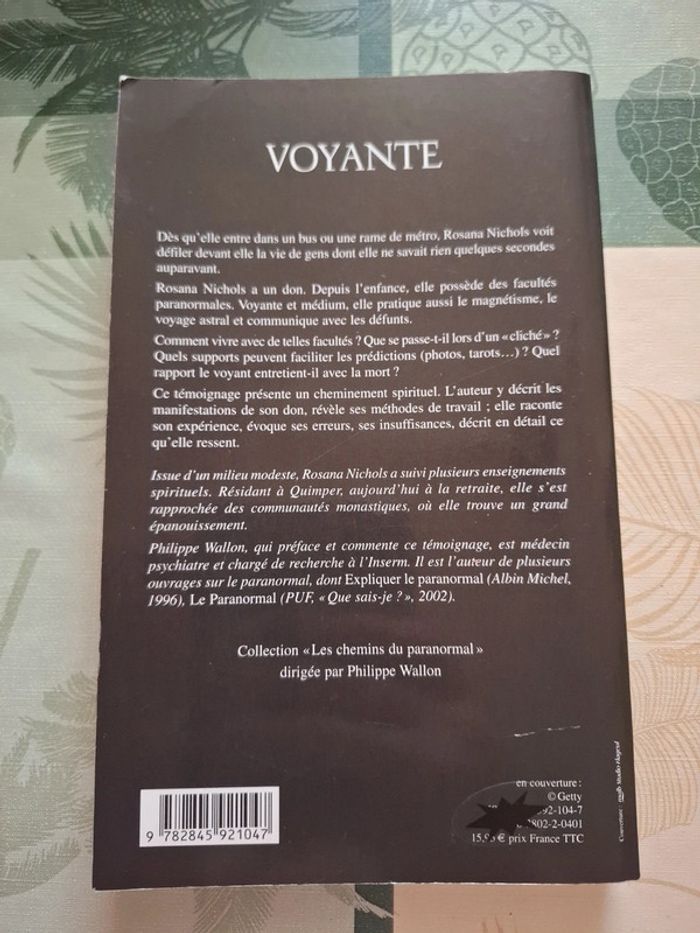 VOYANTE
Dès qu'elle entre dans un bus ou une rame de métro, Rosana Nichols voit
défiler devant elle la vie de gens dont elle ne savait rien quelques secondes
auparavant.
Rosana Nichols a un don. Depuis l'enfance, elle possède des facultés
paranormales. Voyante et médium, elle pratique aussi le magnétisme, le
voyage astral et communique avec les défunts.
Comment vivre avec de telles facultés ? Que se passe-t-il lors d'un «cliché» ?
Quels supports peuvent faciliter les prédictions (photos, tarots…) ? Quel
rapport le voyant entretient-il avec la mort ?
Ce témoignage présente un cheminement spirituel. L'auteur y décrit les
manifestations de son don, révèle ses méthodes de travail ; elle raconte
son expérience, évoque ses erreurs, ses insuffisances, décrit en détail ce
qu'elle ressent.
Issue d'un milieu modeste, Rosana Nichols a suivi plusieurs enseignements
spirituels. Résidant à Quimper, aujourd'hui à la retraite, elle s'est
rapprochée des communautés monastiques, où elle trouve un grand
épanouissement.
Philippe Wallon, qui préface et commente ce témoignage, est médecin
psychiatre et chargé de recherche à l'Inserm. Il est l'auteur de plusieurs
ouvrages sur le paranormal, dont Expliquer le paranormal (Albin Michel,
1996), Le Paranormal (PUF, «Que sais-je ?», 2002).
Collection «Les chemins du paranormal»
dirigée par Philippe Wallon
en couverture :
© Getty
92-104-7
802-2-0401
€ prix France TTC
9 782845 921047
Couverture : Studio